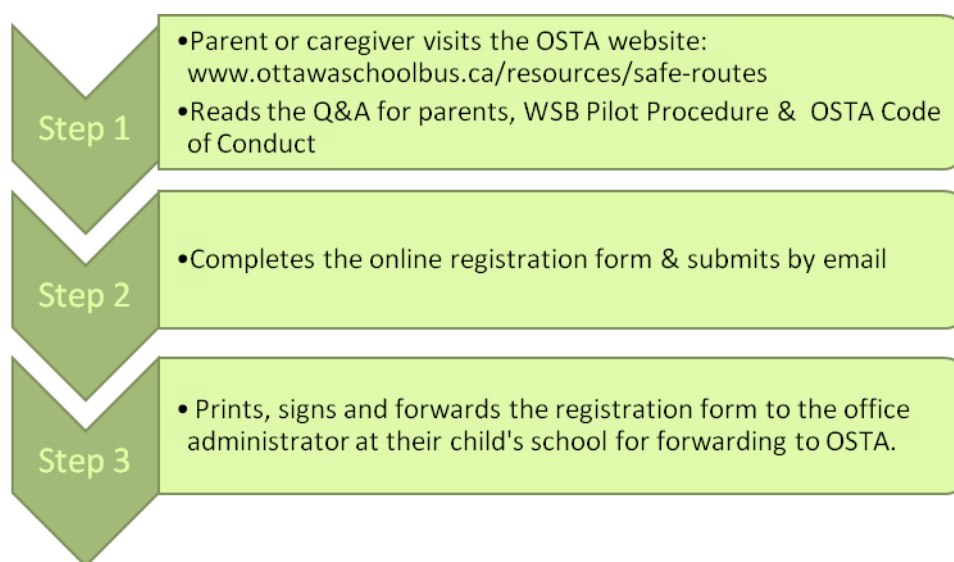 Step 1
•Parent or caregiver visits the OSTA website:
www.ottawaschoolbus.ca/resources/safe-routes
•Reads the Q&A for parents, WSB Pilot Procedure & OSTA Code
of Conduct
Step 2
•Completes the online registration form & submits by email
Step 3
• Prints, signs and forwards the registration form to the office
administrator at their child's school for forwarding to OSTA.